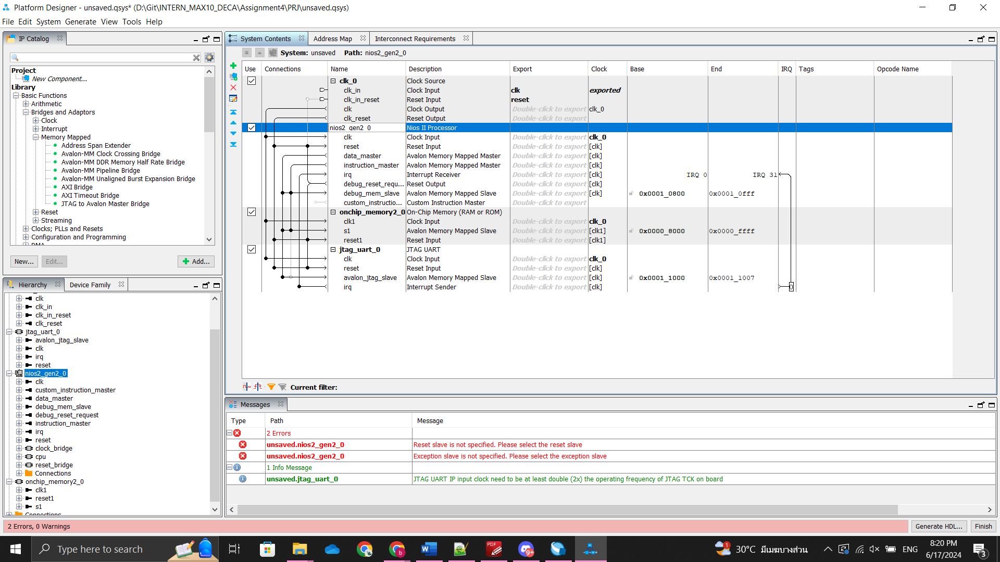 Platform Designer - unsaved.qsys* (D:\Git\INTERN_MAX10_DECA\Assignment4\PRJ\unsaved.qsys)
File Edit System Generate View Tools Help
IP Catalog
Project
New Component...
Library
Basic Functions
Arithmetic
Bridges and Adaptors
Clock
Interrupt
Memory Mapped
Address Span Extender
Avalon-MM Clock Crossing Bridge
Avalon-MM DDR Memory Half Rate Bridge
Avalon-MM Pipeline Bridge
Avalon-MM Unaligned Burst Expansion Bridge
AXI Bridge
AXI Timeout Bridge
JTAG to Avalon Master Bridge
Reset
Streaming
Clocks; PLLs and Resets
Configuration and Programming
DMA
New... Edit... Add...
Hierarchy Device Family
clk
clk_in
clk_in_reset
clk_reset
jtag_uart_0
avalon_jtag_slave
clk
irq
reset
nios2_gen2_0
clk
custom_instruction_master
data_master
debug_mem_slave
debug_reset_request
instruction_master
irq
reset
clock_bridge
cpu
reset_bridge
Connections
onchip_memory2_0
clk1
reset1
s1
Connections
System Contents Address Map Interconnect Requirements
System: unsaved Path: nios2_gen2_0
Use Connections Name Description Export Clock Base End IRQ Tags Opcode Name
clk_0 Clock Source
clk_in Clock Input clk exported
clk_in_reset Reset Input reset
clk Clock Output Double-click to export clk_0
clk_reset Reset Output Double-click to export
nios2_gen2_0 Nios II Processor
clk Clock Input Double-click to export clk_0
reset Reset Input Double-click to export [clk]
data_master Avalon Memory Mapped Master Double-click to export [clk]
instruction_master Avalon Memory Mapped Master Double-click to export [clk]
irq Interrupt Receiver Double-click to export [clk] IRQ 0 IRQ 31
debug_reset_requ... Reset Output Double-click to export [clk]
debug_mem_slave Avalon Memory Mapped Slave Double-click to export [clk] 0x0001_0800 0x0001_0fff
custom_instructio... Custom Instruction Master Double-click to export
onchip_memory2_0 On-Chip Memory (RAM or ROM)
clk1 Clock Input Double-click to export clk_0
s1 Avalon Memory Mapped Slave Double-click to export [clk1] 0x0000_8000 0x0000_ffff
reset1 Reset Input Double-click to export [clk1]
jtag_uart_0 JTAG UART
clk Clock Input Double-click to export clk_0
reset Reset Input Double-click to export [clk]
avalon_jtag_slave Avalon Memory Mapped Slave Double-click to export [clk] 0x0001_1000 0x0001_1007
irq Interrupt Sender Double-click to export [clk] 0
Current filter:
Messages
Type Path Message
2 Errors
unsaved.nios2_gen2_0 Reset slave is not specified. Please select the reset slave
unsaved.nios2_gen2_0 Exception slave is not specified. Please select the exception slave
1 Info Message
unsaved.jtag_uart_0 JTAG UART IP input clock need to be at least double (2x) the operating frequency of JTAG TCK on board
2 Errors, 0 Warnings Generate HDL... Finish
Type here to search
PDF
9+
1
30°C มีเมฆบางส่วน
ENG
8:20 PM
6/17/2024
3